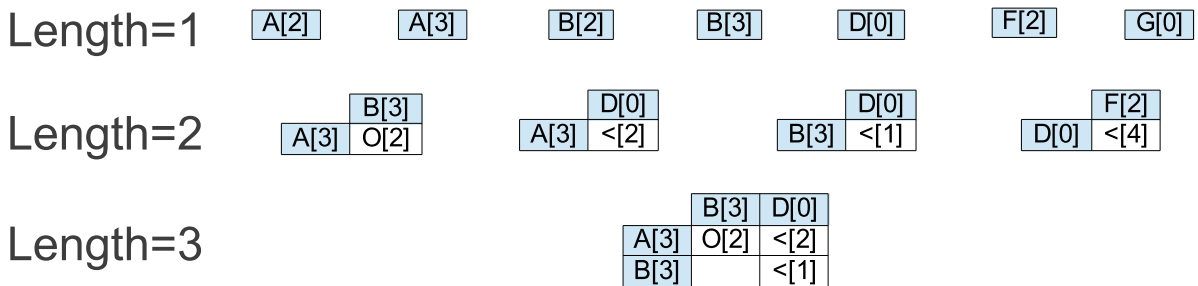 Length=1 A[2] A[3] B[2] B[3] D[0] F[2] G[0]
B[3] D[0] D[0] F[2]
Length=2 A[3] O[2] A[3] <[2] B[3] <[1] D[0] <[4]
B[3] D[0]
Length=3 A[3] O[2] <[2]
B[3] <[1]